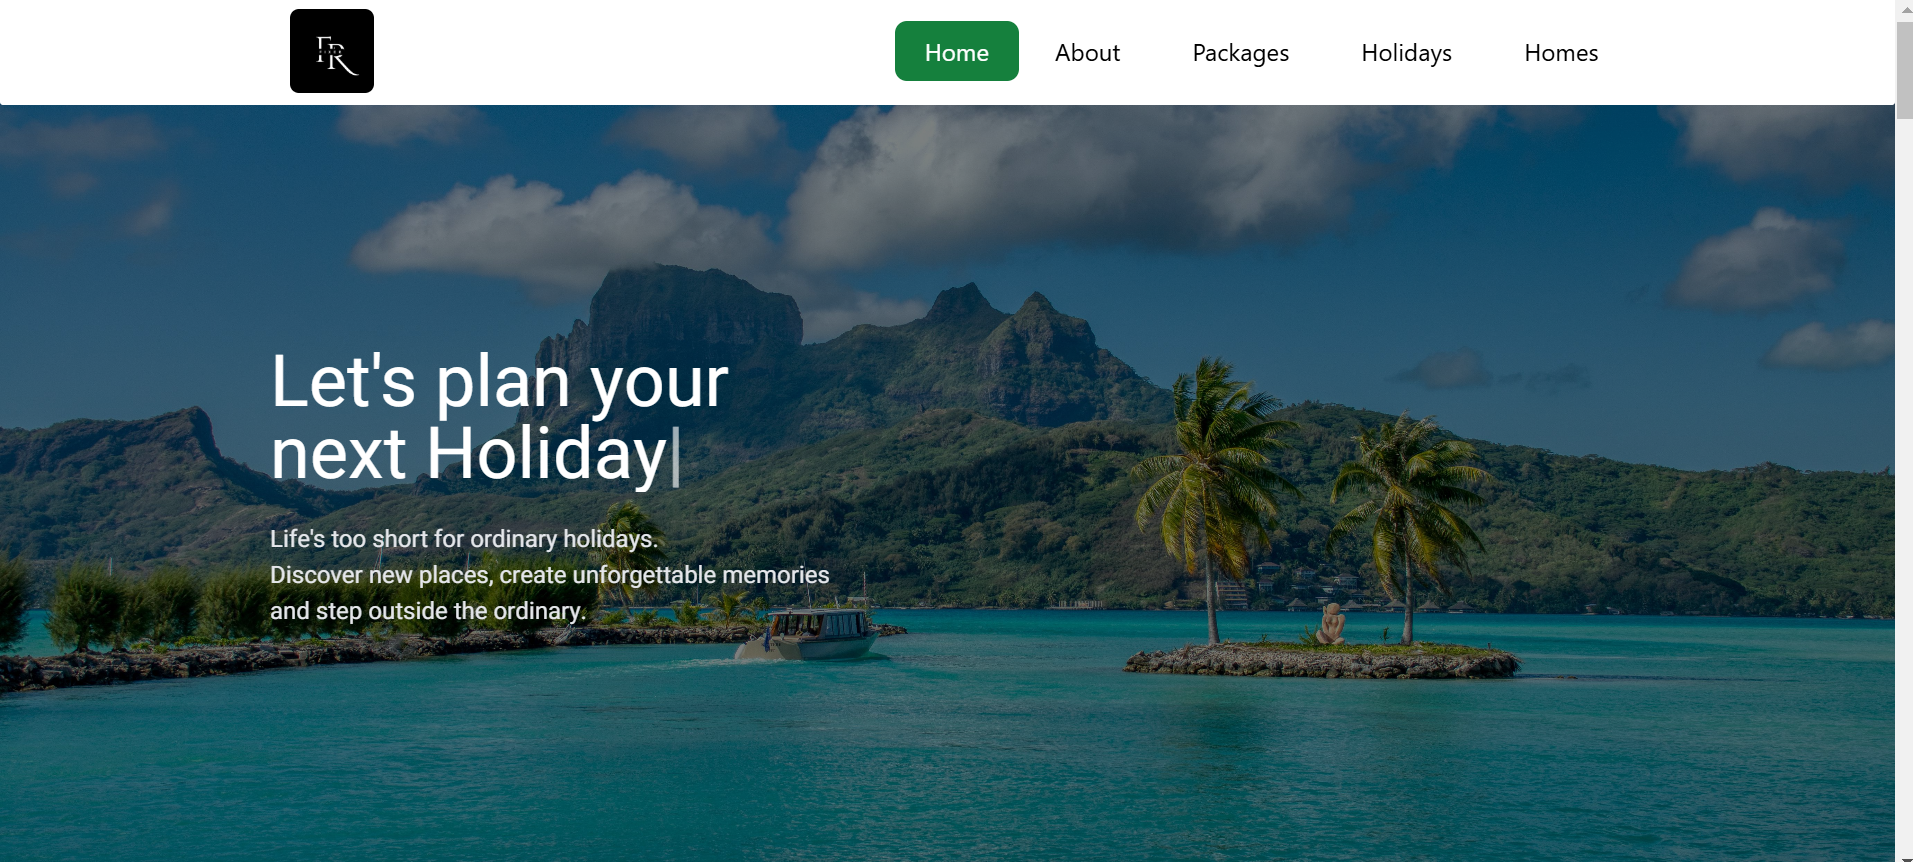 FR
Home
About
Packages
Holidays
Homes
Let's plan your
next Holiday|
Life's too short for ordinary holidays.
Discover new places, create unforgettable memories
and step outside the ordinary.